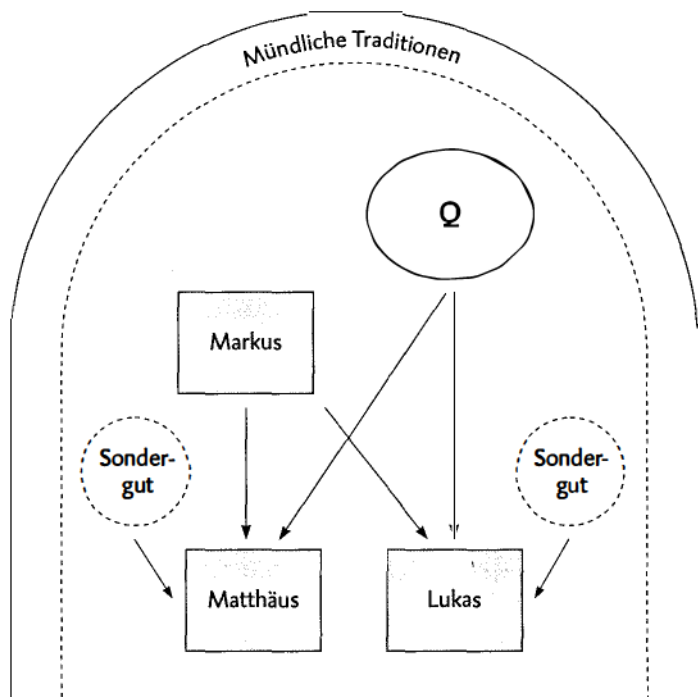 Mündliche Traditionen
Q
Markus
Sonder-
gut
Sonder-
gut
Matthäus
Lukas